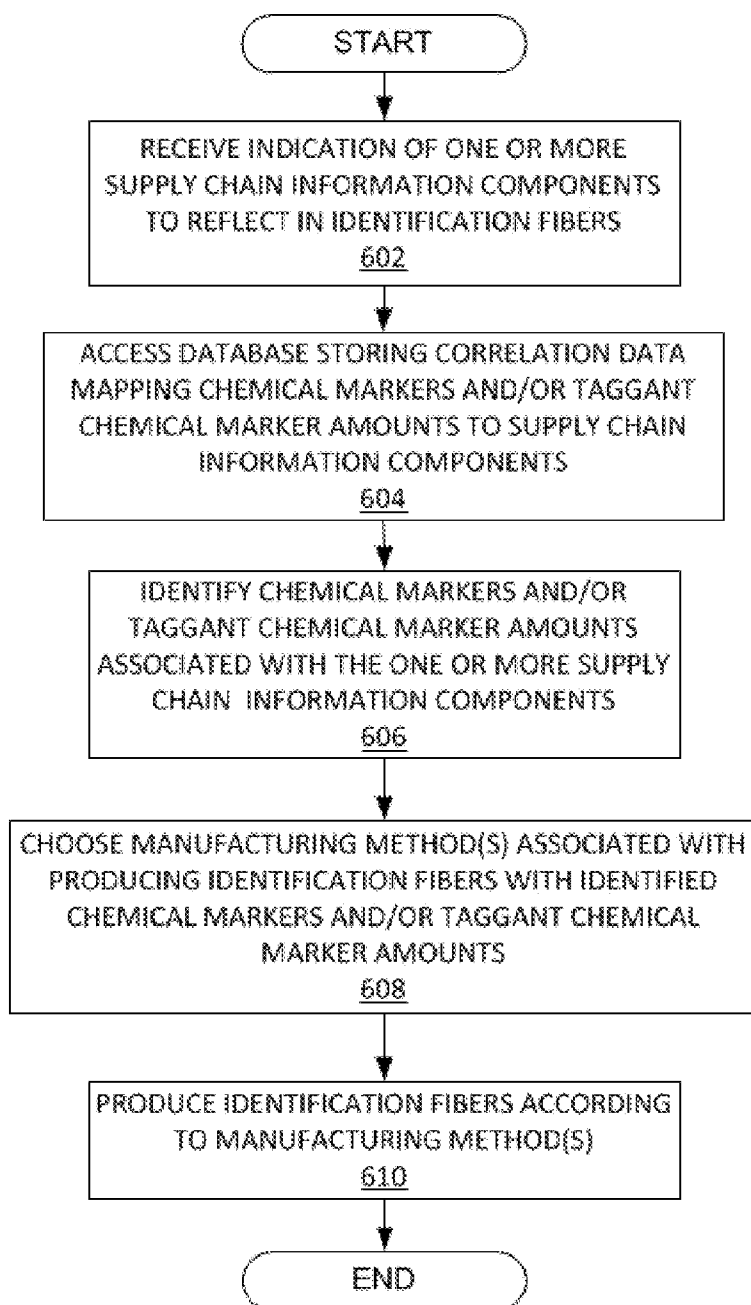 START
RECEIVE INDICATION OF ONE OR MORE
SUPPLY CHAIN INFORMATION COMPONENTS
TO REFLECT IN IDENTIFICATION FIBERS
602
ACCESS DATABASE STORING CORRELATION DATA
MAPPING CHEMICAL MARKERS AND/OR TAGGANT
CHEMICAL MARKER AMOUNTS TO SUPPLY CHAIN
INFORMATION COMPONENTS
604
IDENTIFY CHEMICAL MARKERS AND/OR
TAGGANT CHEMICAL MARKER AMOUNTS
ASSOCIATED WITH THE ONE OR MORE SUPPLY
CHAIN INFORMATION COMPONENTS
606
CHOOSE MANUFACTURING METHOD(S) ASSOCIATED WITH
PRODUCING IDENTIFICATION FIBERS WITH IDENTIFIED
CHEMICAL MARKERS AND/OR TAGGANT CHEMICAL
MARKER AMOUNTS
608
PRODUCE IDENTIFICATION FIBERS ACCORDING
TO MANUFACTURING METHOD(S)
610
END